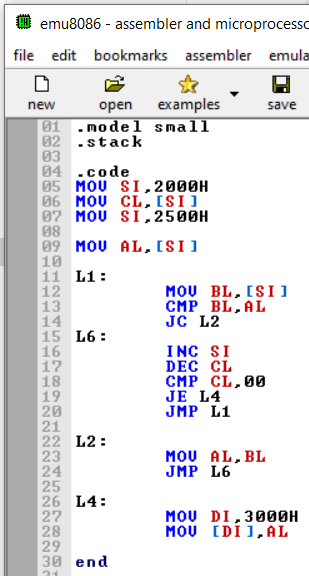 emu8086 - assembler and microprocesso
file edit bookmarks assembler emula
new open examples save
01 .model small
02 .stack
03
04 .code
05 MOV SI,2000H
06 MOV CL,[SI]
07 MOV SI,2500H
08
09 MOV AL,[SI]
10
11 L1:
12 MOV BL,[SI]
13 CMP BL,AL
14 JC L2
15 L6:
16 INC SI
17 DEC CL
18 CMP CL,00
19 JE L4
20 JMP L1
21
22 L2:
23 MOV AL,BL
24 JMP L6
25
26 L4:
27 MOV DI,3000H
28 MOV [DI],AL
29
30 end